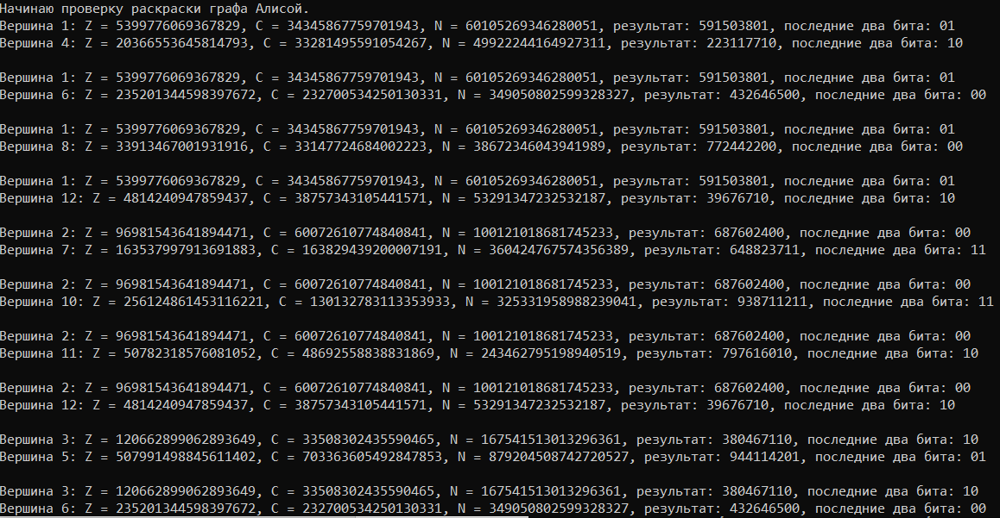 Начинаю проверку раскраски графа Алисой.
Вершина 1: Z = 5399776069367829, C = 34345867759701943, N = 60105269346280051, результат: 591503801, последние два бита: 01
Вершина 4: Z = 20366553645814793, C = 33281495591054267, N = 49922244164927311, результат: 223117710, последние два бита: 10
Вершина 1: Z = 5399776069367829, C = 34345867759701943, N = 60105269346280051, результат: 591503801, последние два бита: 01
Вершина 6: Z = 235201344598397672, C = 232700534250130331, N = 349050802599328327, результат: 432646500, последние два бита: 00
Вершина 1: Z = 5399776069367829, C = 34345867759701943, N = 60105269346280051, результат: 591503801, последние два бита: 01
Вершина 8: Z = 33913467001931916, C = 33147724684002223, N = 38672346043941989, результат: 772442200, последние два бита: 00
Вершина 1: Z = 5399776069367829, C = 34345867759701943, N = 60105269346280051, результат: 591503801, последние два бита: 01
Вершина 12: Z = 4814240947859437, C = 38757343105441571, N = 53291347232532187, результат: 39676710, последние два бита: 10
Вершина 2: Z = 96981543641894471, C = 60072610774840841, N = 100121018681745233, результат: 687602400, последние два бита: 00
Вершина 7: Z = 163537997913691883, C = 163829439200007191, N = 360424767574356389, результат: 648823711, последние два бита: 11
Вершина 2: Z = 96981543641894471, C = 60072610774840841, N = 100121018681745233, результат: 687602400, последние два бита: 00
Вершина 10: Z = 256124861453116221, C = 130132783113353933, N = 325331958988239041, результат: 938711211, последние два бита: 11
Вершина 2: Z = 96981543641894471, C = 60072610774840841, N = 100121018681745233, результат: 687602400, последние два бита: 00
Вершина 11: Z = 50782318576081052, C = 48692558838831869, N = 243462795198940519, результат: 797616010, последние два бита: 10
Вершина 2: Z = 96981543641894471, C = 60072610774840841, N = 100121018681745233, результат: 687602400, последние два бита: 00
Вершина 12: Z = 4814240947859437, C = 38757343105441571, N = 53291347232532187, результат: 39676710, последние два бита: 10
Вершина 3: Z = 120662899062893649, C = 33508302435590465, N = 167541513013296361, результат: 380467110, последние два бита: 10
Вершина 5: Z = 507991498845611402, C = 703363605492847853, N = 879204508742720527, результат: 944114201, последние два бита: 01
Вершина 3: Z = 120662899062893649, C = 33508302435590465, N = 167541513013296361, результат: 380467110, последние два бита: 10
Вершина 6: Z = 235201344598397672, C = 232700534250130331, N = 349050802599328327, результат: 432646500, последние два бита: 00